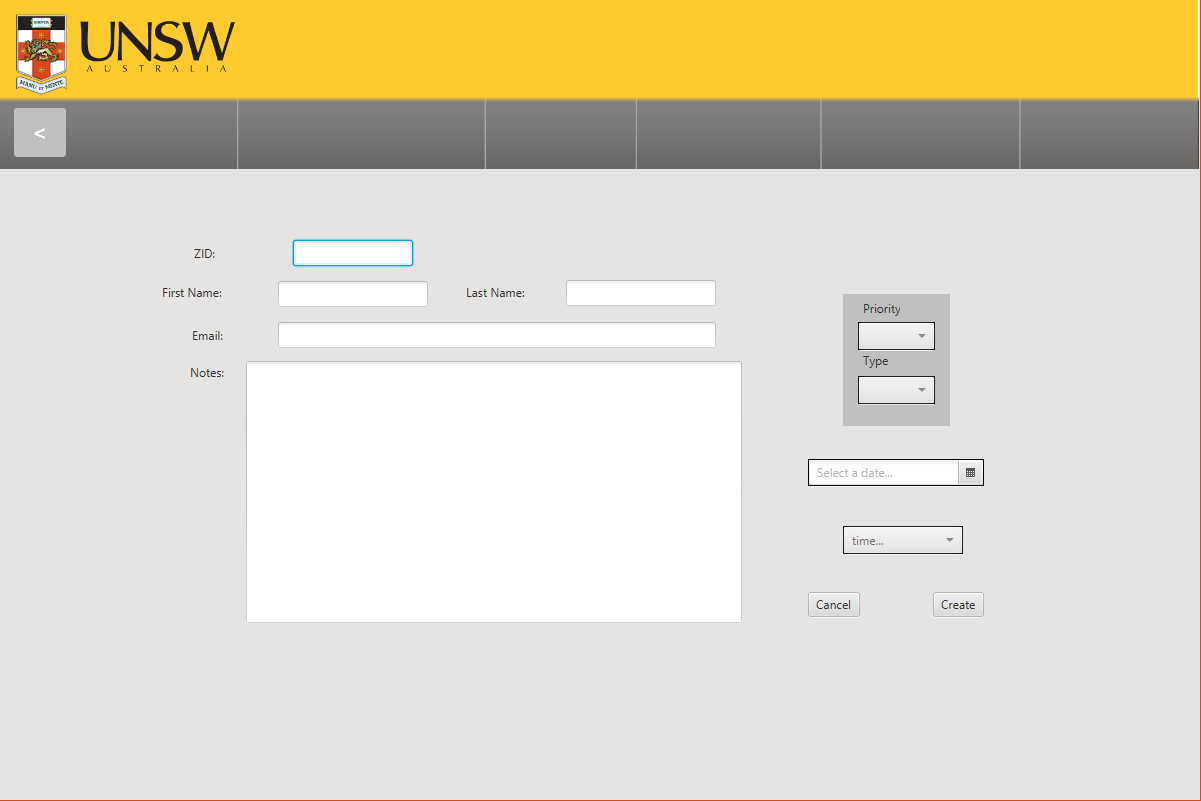 SCIENTIA
MANU ET MENTE
UNSW
AUSTRALIA
<
ZID:
First Name:
Last Name:
Email:
Notes:
Priority
Type
Select a date...
time...
Cancel
Create